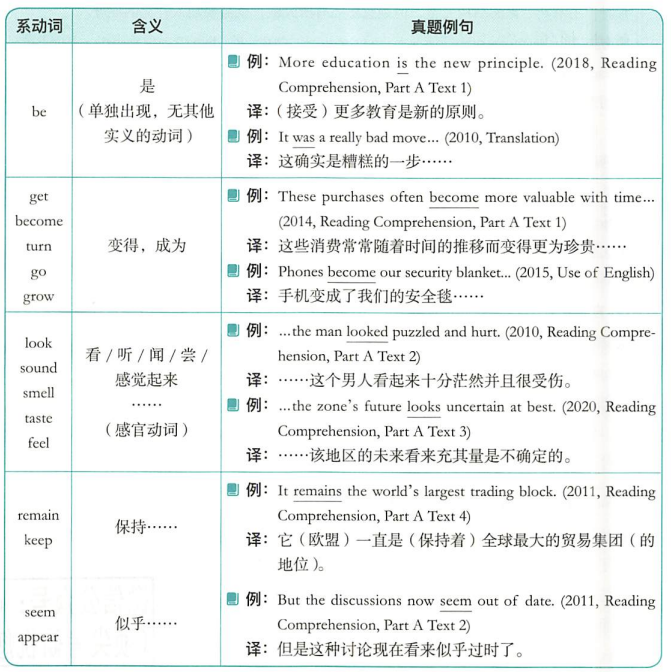 系动词 含义 真题例句
be
是
（单独出现，无其他
实义的动词）
例：More education is the new principle. (2018, Reading
Comprehension, Part A Text 1)
译：（接受）更多教育是新的原则。
例：It was a really bad move... (2010, Translation)
译：这确实是糟糕的一步……
get
become
turn
go
grow
变得，成为
例：These purchases often become more valuable with time...
(2014, Reading Comprehension, Part A Text 1)
译：这些消费常常随着时间的推移而变得更为珍贵……
例：Phones become our security blanket... (2015, Use of English)
译：手机变成了我们的安全毯……
look
sound
smell
taste
feel
看 / 听 / 闻 / 尝 /
感觉起来
……
（感官动词）
例：...the man looked puzzled and hurt. (2010, Reading Compre-
hension, Part A Text 2)
译：……这个男人看起来十分茫然并且很受伤。
例：...the zone's future looks uncertain at best. (2020, Reading
Comprehension, Part A Text 3)
译：……该地区的未来看来充其量是不确定的。
remain
keep
保持……
例：It remains the world's largest trading block. (2011, Reading
Comprehension, Part A Text 4)
译：它（欧盟）一直是（保持着）全球最大的贸易集团（的
地位）。
seem
appear
似乎……
例：But the discussions now seem out of date. (2011, Reading
Comprehension, Part A Text 2)
译：但是这种讨论现在看来似乎过时了。